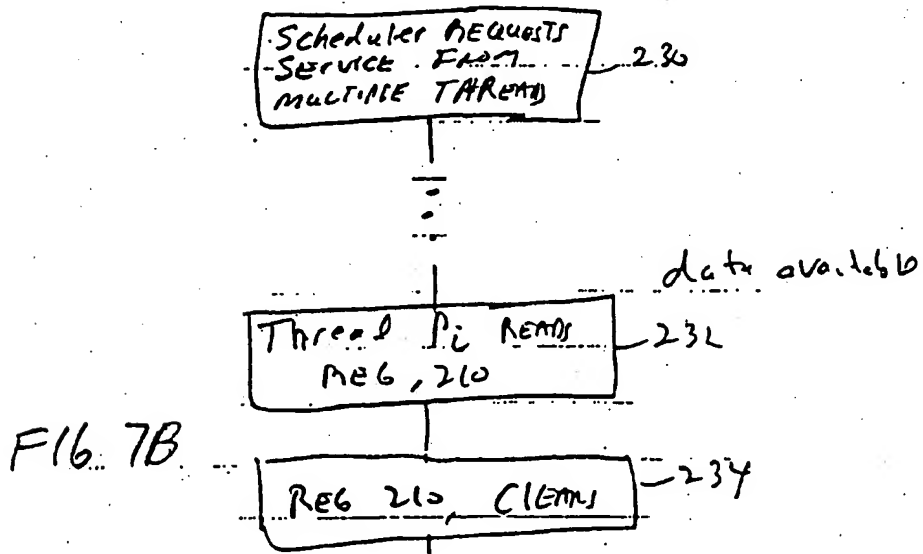 Scheduler REQUESTS
SERVICE FROM
MULTIPLE THREADS
230
data available
Thread Pi READS
REG, 210
232
FIG. 7B
REG 210, CLEARS
234